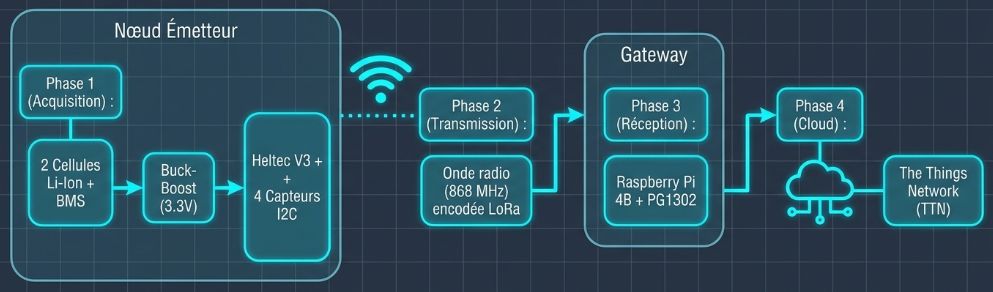 Nœud Émetteur
Phase 1
(Acquisition) :
2 Cellules
Li-Ion +
BMS
Buck-
Boost
(3.3V)
Heltec V3 +
+
4 Capteurs
I2C
Phase 2
(Transmission) :
Onde radio
(868 MHz)
encodée LoRa
Gateway
Phase 3
(Réception) :
Raspberry Pi
4B + PG1302
Phase 4
(Cloud) :
The Things
Network
(TTN)